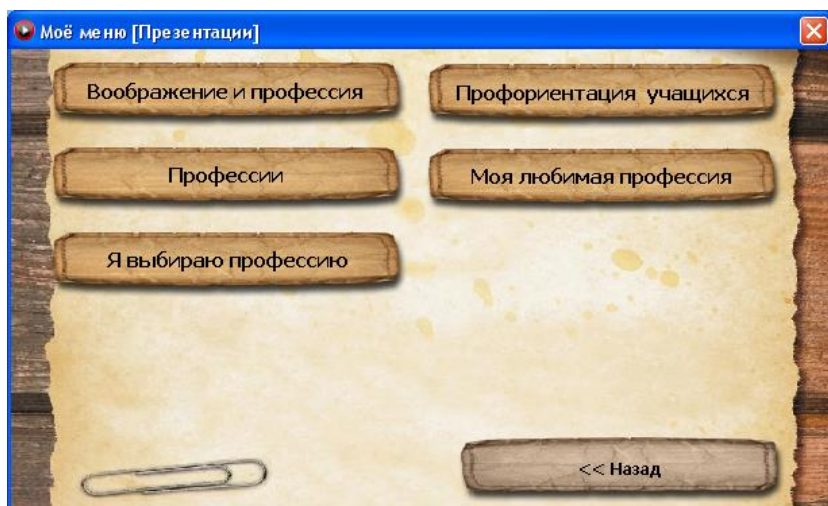 Моё меню [Презентации]
Воображение и профессия
Профориентация учащихся
Профессии
Моя любимая профессия
Я выбираю профессию
<< Назад